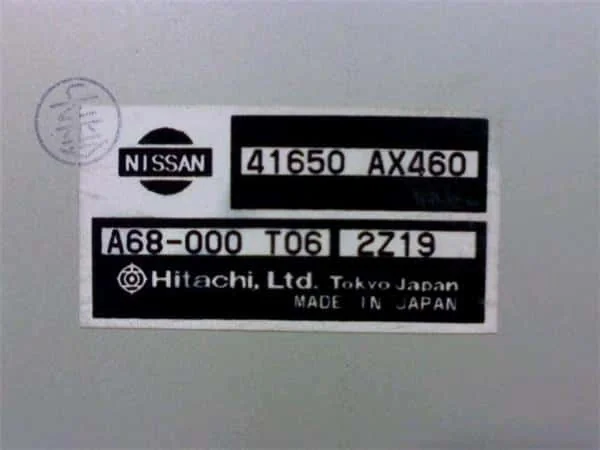 NISSAN
41650 AX460
A68-000 T06 2Z19
Hitachi, Ltd. Tokyo Japan
MADE IN JAPAN